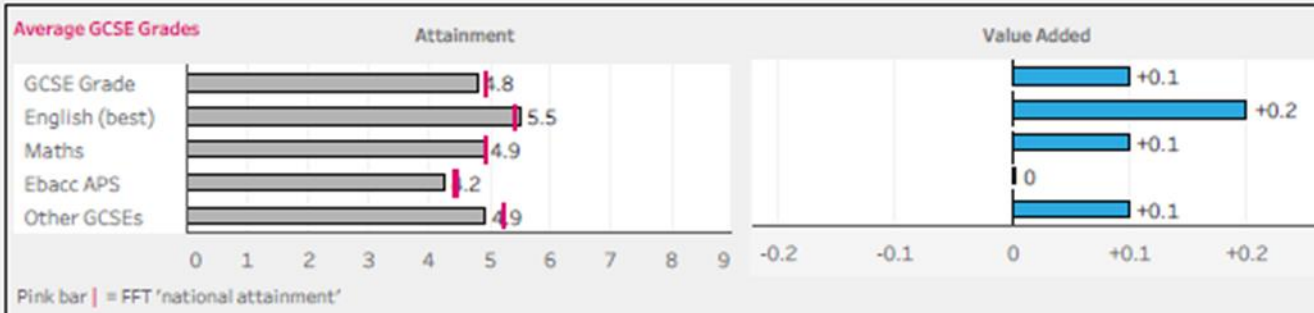 Average GCSE Grades
Attainment
Value Added
GCSE Grade 4.8 +0.1
English (best) 5.5 +0.2
Maths 4.9 +0.1
Ebacc APS .2 0
Other GCSEs 4.9 +0.1
0 1 2 3 4 5 6 7 8 9
-0.2 -0.1 0 +0.1 +0.2
Pink bar | = FFT 'national attainment'